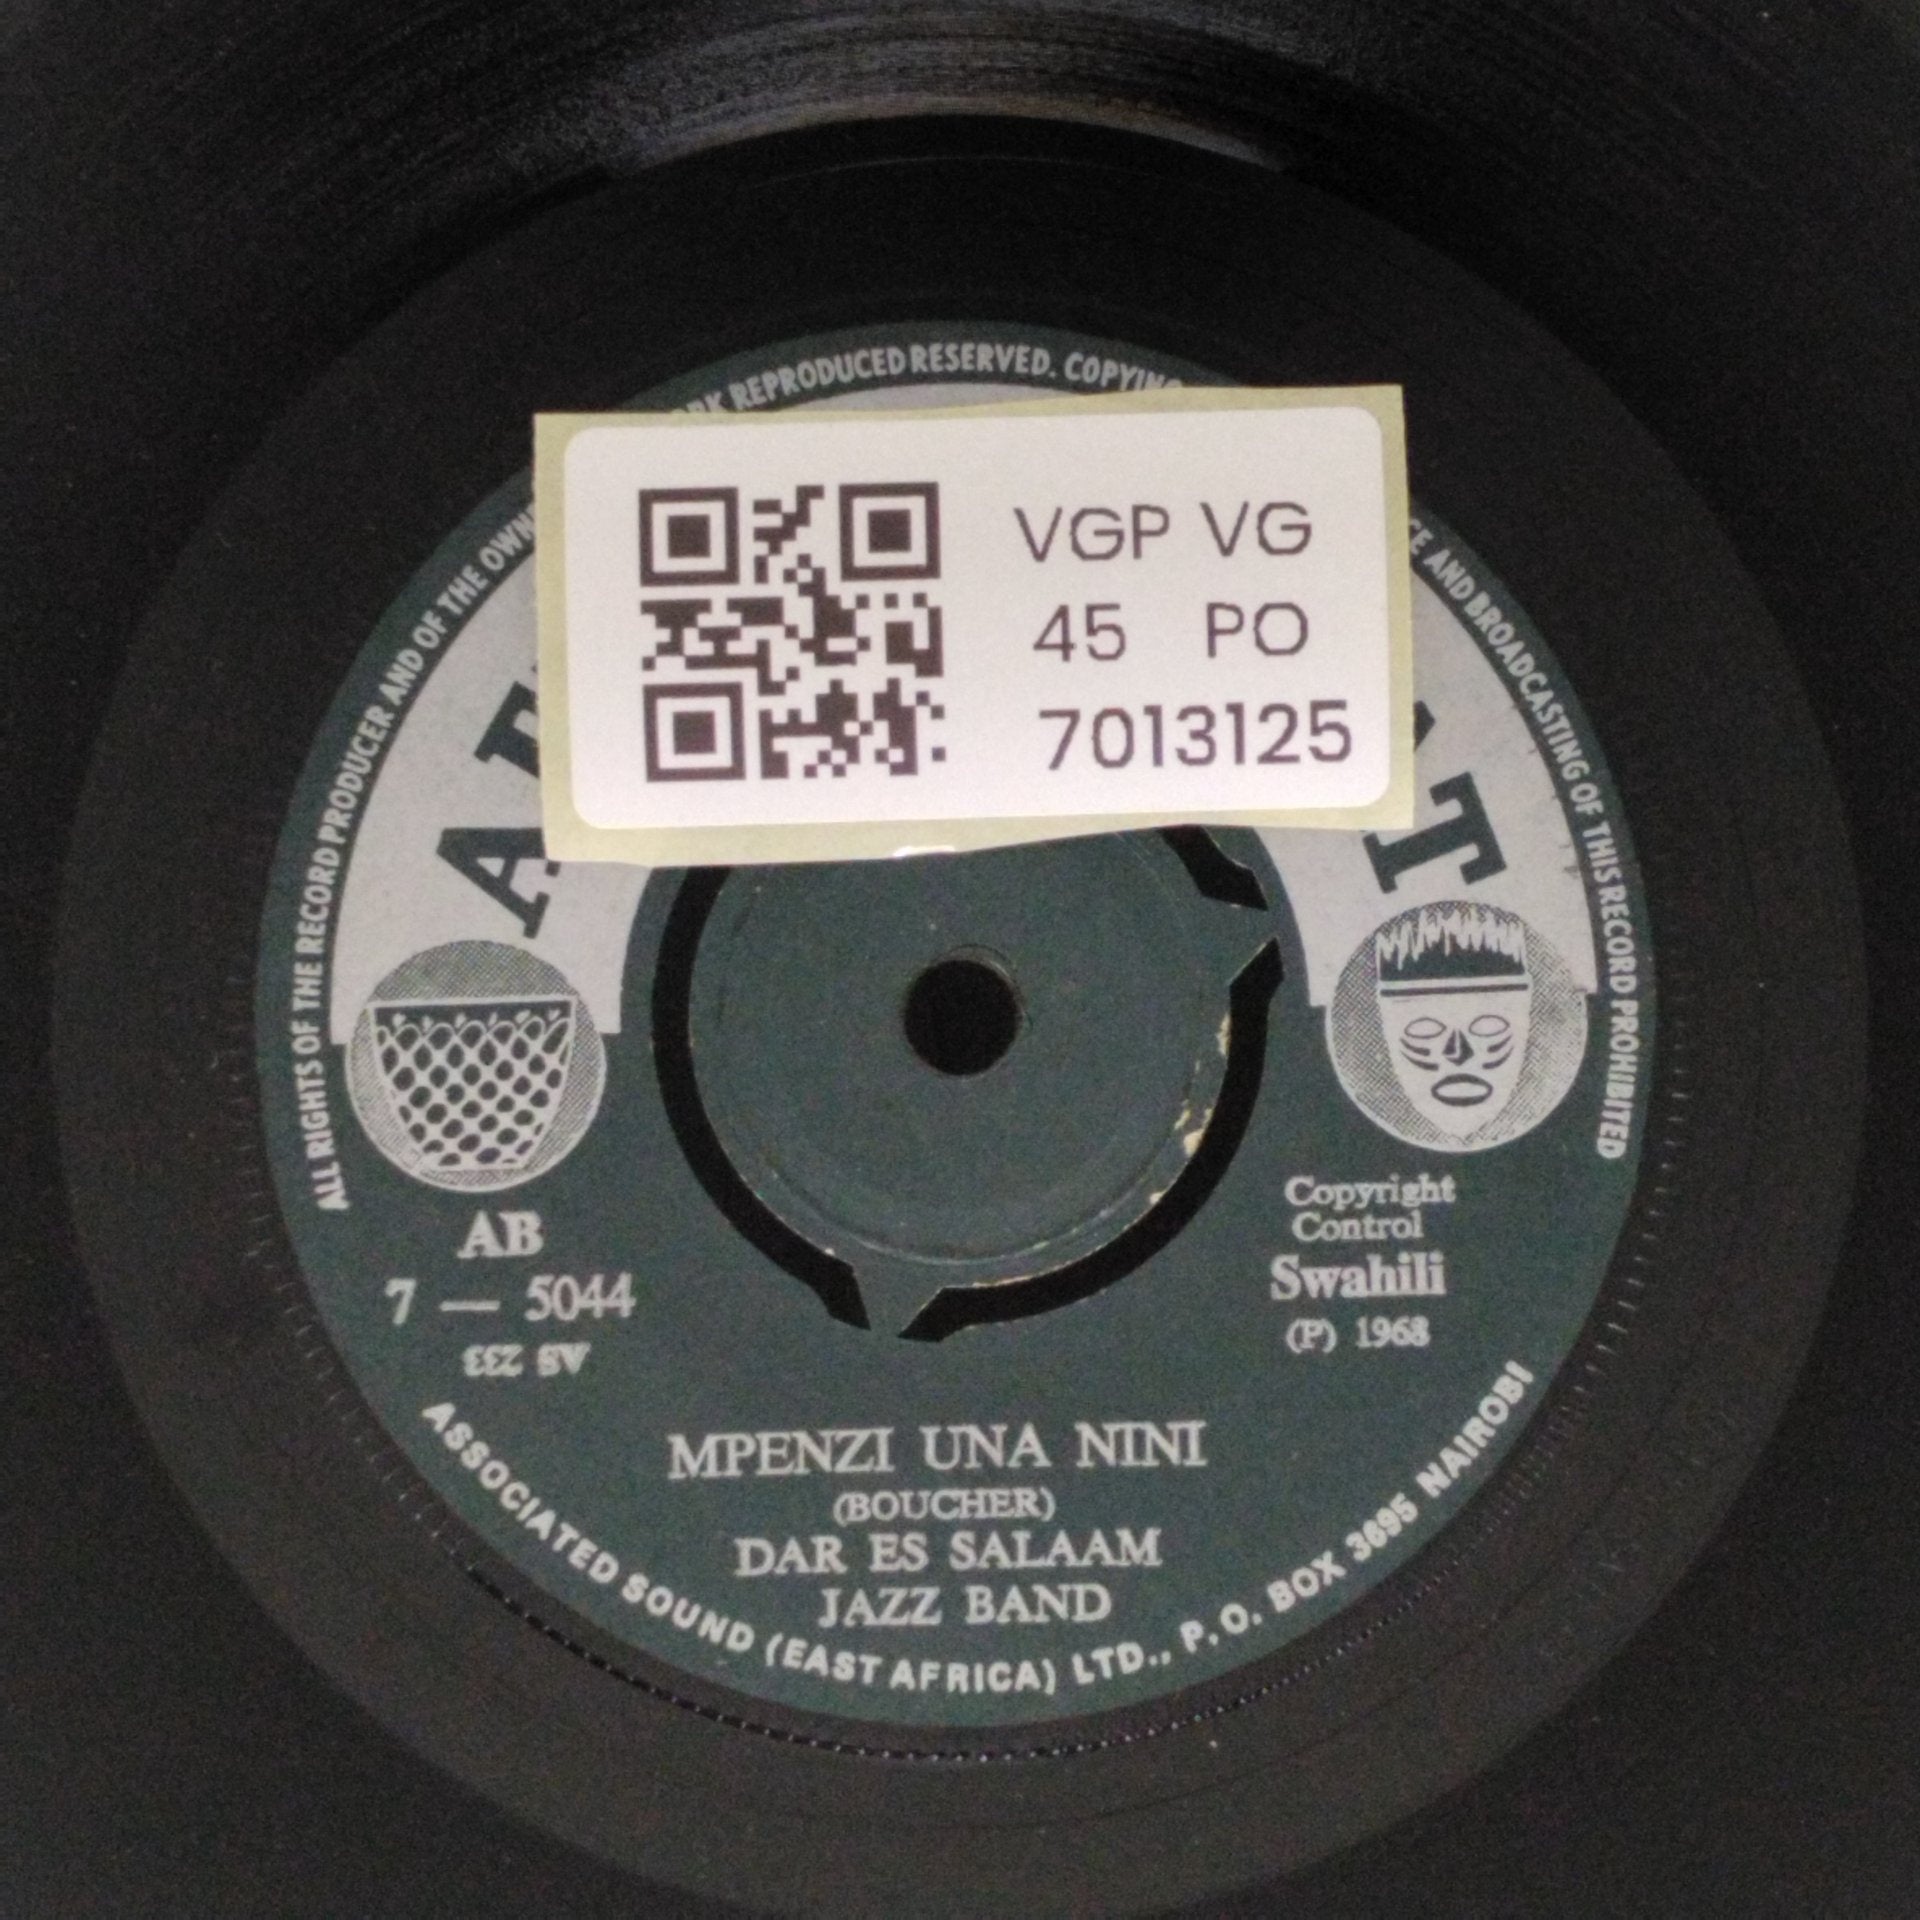 ALL RIGHTS OF THE RECORD PRODUCER AND OF THE
REPRODUCED RESERVED.
AND BROADCASTING OF THIS RECORD PROHIBITED
VGP VG
45 PO
7013125
AB
7 — 5044
AS 233
Copyright
Control
Swahili
(P) 1968
MPENZI UNA NINI
(BOUCHER)
DAR ES SALAAM
JAZZ BAND
ASSOCIATED SOUND (EAST AFRICA) LTD., P. O. BOX 3695 NAIROBI